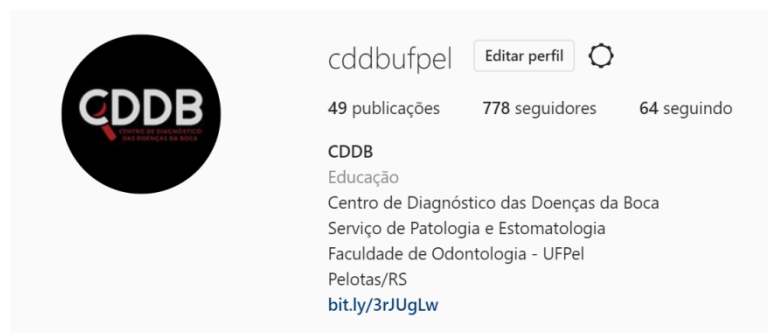 CDDB
CENTRO DE DIAGNÓSTICO
DAS DOENÇAS DA BOCA
cddbufpel Editar perfil
49 publicações 778 seguidores 64 seguindo
CDDB
Educação
Centro de Diagnóstico das Doenças da Boca
Serviço de Patologia e Estomatologia
Faculdade de Odontologia - UFPel
Pelotas/RS
bit.ly/3rJUgLw